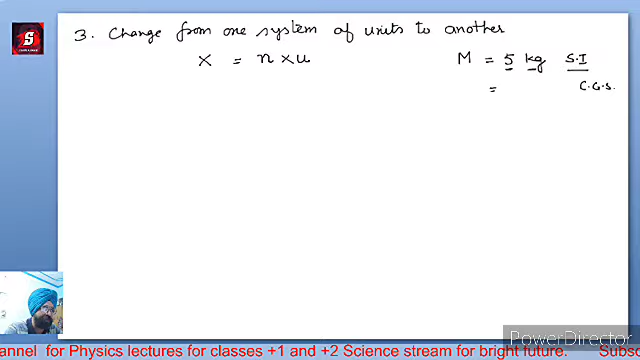 3. Change from one system of units to another
X = n x u
M = 5 kg S.I
= C.G.S.
S
PowerDirector
annel for Physics lectures for classes +1 and +2 Science stream for bright future. Subsc